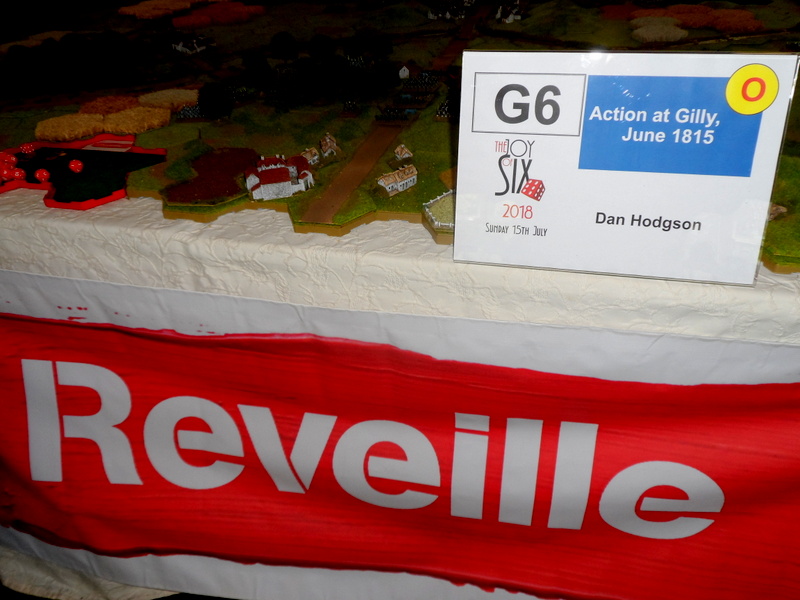 G6
Action at Gilly,
June 1815
O
THE JOY
OF
SIX
2018
SUNDAY 15TH JULY
Dan Hodgson
Reveille